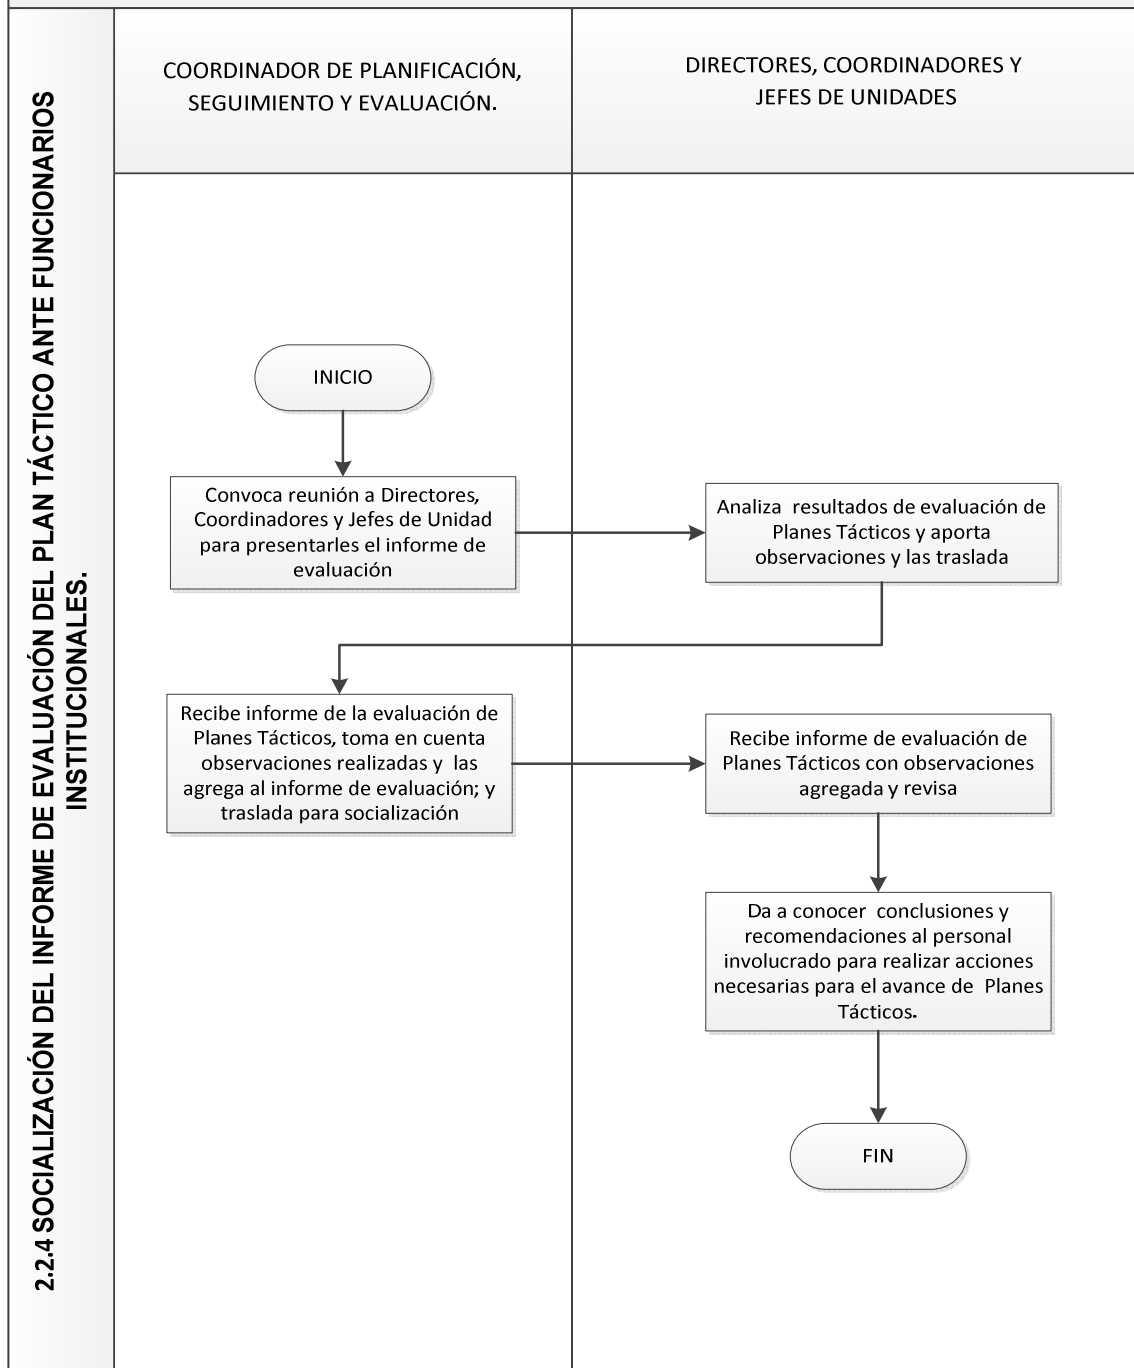 2.2.4 SOCIALIZACIÓN DEL INFORME DE EVALUACIÓN DEL PLAN TÁCTICO ANTE FUNCIONARIOS
INSTITUCIONALES.
COORDINADOR DE PLANIFICACIÓN,
SEGUIMIENTO Y EVALUACIÓN.
DIRECTORES, COORDINADORES Y
JEFES DE UNIDADES
INICIO
Convoca reunión a Directores,
Coordinadores y Jefes de Unidad
para presentarles el informe de
evaluación
Analiza resultados de evaluación de
Planes Tácticos y aporta
observaciones y las traslada
Recibe informe de la evaluación de
Planes Tácticos, toma en cuenta
observaciones realizadas y las
agrega al informe de evaluación; y
traslada para socialización
Recibe informe de evaluación de
Planes Tácticos con observaciones
agregada y revisa
Da a conocer conclusiones y
recomendaciones al personal
involucrado para realizar acciones
necesarias para el avance de Planes
Tácticos.
FIN